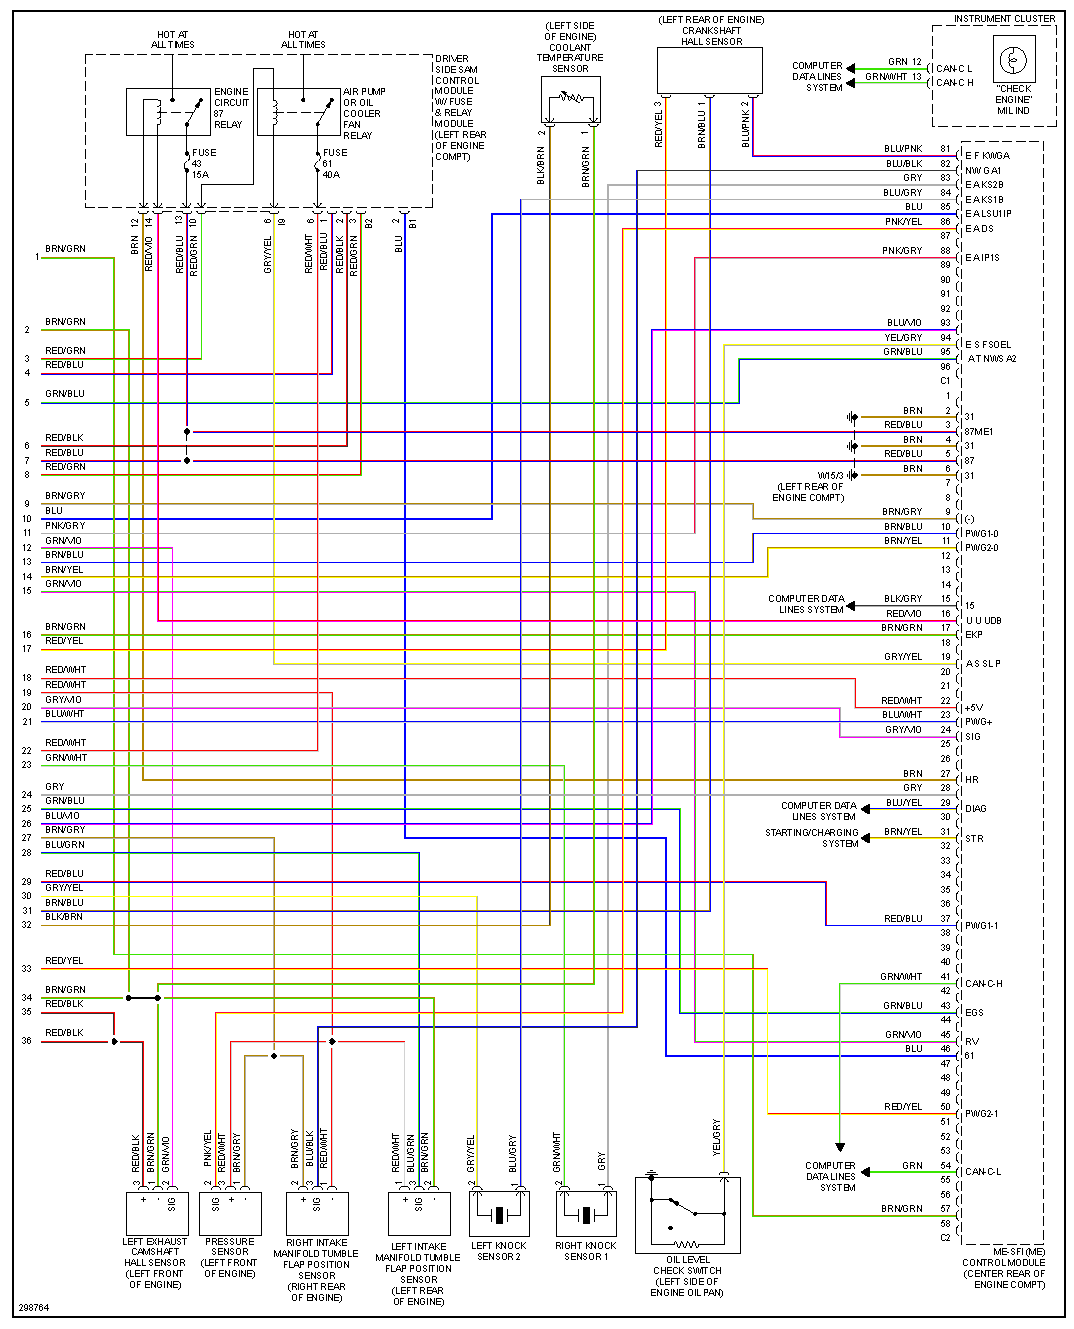 (LEFT REAR OF ENGINE)
CRANKSHAFT
HALL SENSOR
INSTRUMENT CLUSTER
(LEFT SIDE
OF ENGINE)
COOLANT
TEMPERATURE
SENSOR
HOT AT
ALL TIMES
HOT AT
ALL TIMES
DRIVER
SIDE SAM
CONTROL
MODULE
W/ FUSE
& RELAY
MODULE
(LEFT REAR
OF ENGINE
COMPT)
ENGINE
CIRCUIT
87
RELAY
AIR PUMP
OR OIL
COOLER
FAN
RELAY
FUSE
43
15A
FUSE
61
40A
COMPUTER
DATA LINES
SYSTEM
GRN 12 CAN-C L
GRN/WHT 13 CAN-C H
"CHECK
ENGINE"
MIL IND
12 14 13 10 6 I9 6 1 2 3 B2 2 B1
BRN
RED/VIO
RED/BLU
RED/GRN
GRY/YEL
RED/WHT
RED/BLU
RED/BLK
RED/GRN
BLU
2 1
BLK/BRN
BRN/GRN
RED/YEL 3
BRN/BLU 1
BLU/PNK 2
BLU/PNK 81 E F KWGA
BLU/BLK 82 NW GA1
GRY 83 E AKS2B
BLU/GRY 84 E AKS1B
BLU 85 E ALSU1IP
PNK/YEL 86 E ADS
87
PNK/GRY 88 E AIP1S
89
90
91
92
BLU/VIO 93
YEL/GRY 94 E S FSOEL
GRN/BLU 95 AT NWS A2
96
C1
1
BRN 2 31
RED/BLU 3 87ME1
BRN 4 31
RED/BLU 5 87
BRN 6 31
W15/3
(LEFT REAR OF
ENGINE COMPT)
7
8
BRN/GRY 9 (-)
BRN/BLU 10 PWG1-0
BRN/YEL 11 PWG2-0
12
13
14
COMPUTER DATA
LINES SYSTEM
BLK/GRY 15 15
RED/VIO 16 U U UDB
BRN/GRN 17 EKP
18
GRY/YEL 19 AS SL P
20
21
RED/WHT 22 +5V
BLU/WHT 23 PWG+
GRY/VIO 24 SIG
25
26
BRN 27 HR
GRY 28
COMPUTER DATA
LINES SYSTEM
BLU/YEL 29 DIAG
30
STARTING/CHARGING
SYSTEM
BRN/YEL 31 STR
32
33
34
35
36
RED/BLU 37 PWG1-1
38
39
40
GRN/WHT 41 CAN-C-H
42
GRN/BLU 43 EGS
44
GRN/VIO 45 RV
BLU 46 61
47
48
49
RED/YEL 50 PWG2-1
51
52
53
COMPUTER
DATA LINES
SYSTEM
GRN 54 CAN-C-L
55
56
BRN/GRN 57
58
C2
ME-SFI (ME)
CONTROL MODULE
(CENTER REAR OF
ENGINE COMPT)
1 BRN/GRN
2 BRN/GRN
3 RED/GRN
4 RED/BLU
5 GRN/BLU
6 RED/BLK
7 RED/BLU
8 RED/GRN
9 BRN/GRY
10 BLU
11 PNK/GRY
12 GRN/VIO
13 BRN/BLU
14 BRN/YEL
15 GRN/VIO
16 BRN/GRN
17 RED/YEL
18 RED/WHT
19 RED/WHT
20 GRY/VIO
21 BLU/WHT
22 RED/WHT
23 GRN/WHT
24 GRY
25 GRN/BLU
26 BLU/VIO
27 BRN/GRY
28 BLU/GRN
29 RED/BLU
30 GRY/YEL
31 BRN/BLU
32 BLK/BRN
33 RED/YEL
34 BRN/GRN
35 RED/BLK
36 RED/BLK
RED/BLK 3 +
BRN/GRN 1 -
GRN/VIO 2 SIG
LEFT EXHAUST
CAMSHAFT
HALL SENSOR
(LEFT FRONT
OF ENGINE)
PNK/YEL 2 SIG
RED/WHT 3 +
BRN/GRY 1 -
PRESSURE
SENSOR
(LEFT FRONT
OF ENGINE)
BRN/GRY 2 -
BLU/BLK 3 SIG
RED/WHT 1 +
RIGHT INTAKE
MANIFOLD TUMBLE
FLAP POSITION
SENSOR
(RIGHT REAR
OF ENGINE)
RED/WHT 1 +
BLU/GRN 3 SIG
BRN/GRN 2 -
LEFT INTAKE
MANIFOLD TUMBLE
FLAP POSITION
SENSOR
(LEFT REAR
OF ENGINE)
GRY/YEL 2
BLU/GRY 1
LEFT KNOCK
SENSOR 2
GRN/WHT 2
GRY 1
RIGHT KNOCK
SENSOR 1
YEL/GRY
OIL LEVEL
CHECK SWITCH
(LEFT SIDE OF
ENGINE OIL PAN)
298764